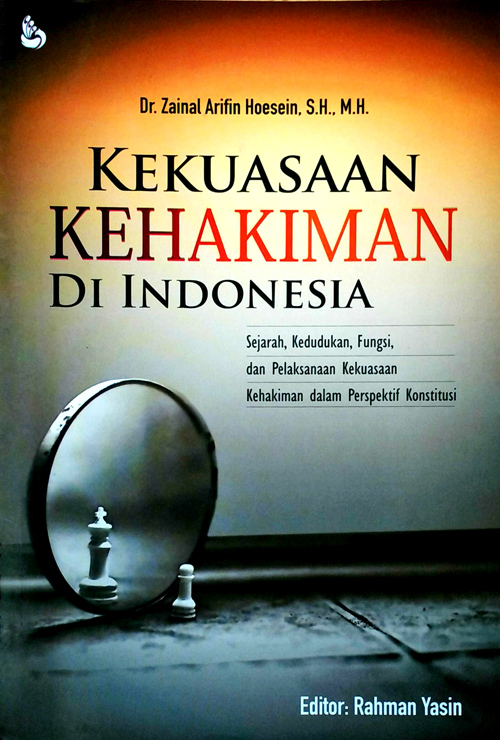 Dr. Zainal Arifin Hoesein, S.H., M.H.
KEKUASAAN
KEHAKIMAN
DI INDONESIA
Sejarah, Kedudukan, Fungsi,
dan Pelaksanaan Kekuasaan
Kehakiman dalam Perspektif Konstitusi
Editor: Rahman Yasin